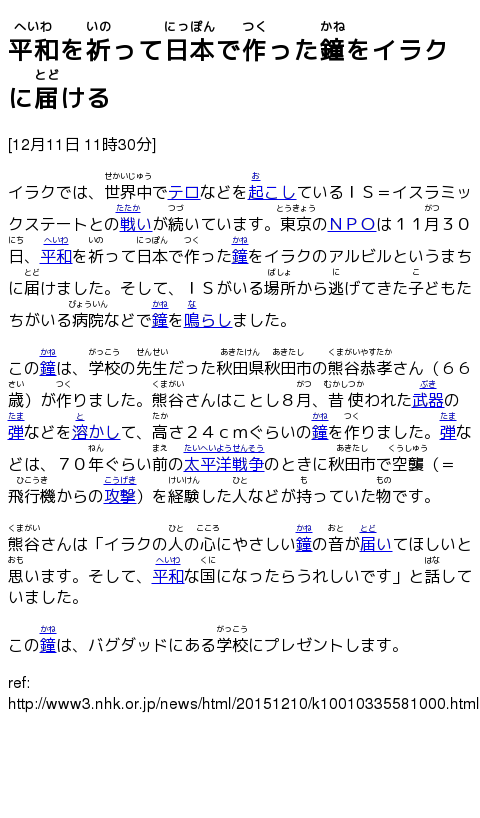 平和を祈って日本で作った鐘をイラク
に届ける
[12月11日 11時30分]
イラクでは、世界中でテロなどを起こしているＩＳ＝イスラミッ
クステートとの戦いが続いています。東京のＮＰＯは１１月３０
日、平和を祈って日本で作った鐘をイラクのアルビルというまち
に届けました。そして、ＩＳがいる場所から逃げてきた子どもた
ちがいる病院などで鐘を鳴らしました。
この鐘は、学校の先生だった秋田県秋田市の熊谷恭孝さん（６６
歳）が作りました。熊谷さんはことし８月、昔使われた武器の
弾などを溶かして、高さ２４ｃｍぐらいの鐘を作りました。弾な
どは、７０年ぐらい前の太平洋戦争のときに秋田市で空襲（＝
飛行機からの攻撃）を経験した人などが持っていた物です。
熊谷さんは「イラクの人の心にやさしい鐘の音が届いてほしいと
思います。そして、平和な国になったらうれしいです」と話して
いました。
この鐘は、バグダッドにある学校にプレゼントします。
ref:
http://www3.nhk.or.jp/news/html/20151210/k10010335581000.html